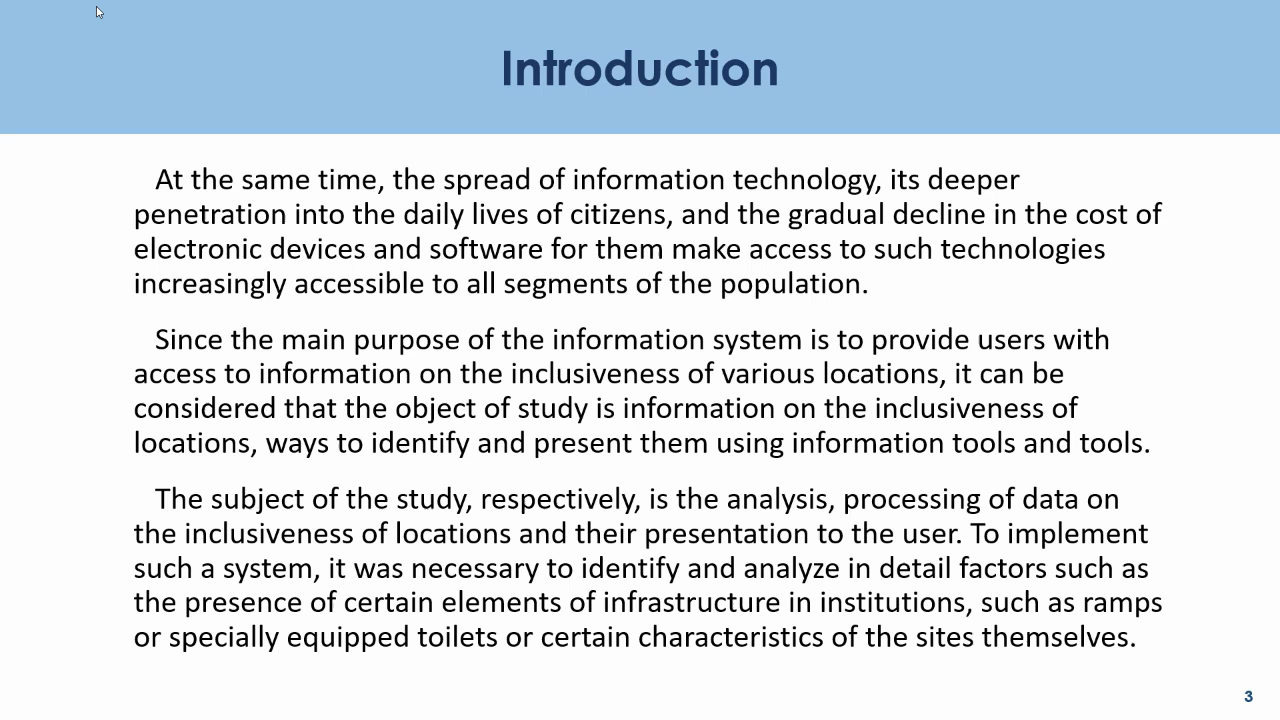 Introduction
At the same time, the spread of information technology, its deeper
penetration into the daily lives of citizens, and the gradual decline in the cost of
electronic devices and software for them make access to such technologies
increasingly accessible to all segments of the population.
Since the main purpose of the information system is to provide users with
access to information on the inclusiveness of various locations, it can be
considered that the object of study is information on the inclusiveness of
locations, ways to identify and present them using information tools and tools.
The subject of the study, respectively, is the analysis, processing of data on
the inclusiveness of locations and their presentation to the user. To implement
such a system, it was necessary to identify and analyze in detail factors such as
the presence of certain elements of infrastructure in institutions, such as ramps
or specially equipped toilets or certain characteristics of the sites themselves.
3